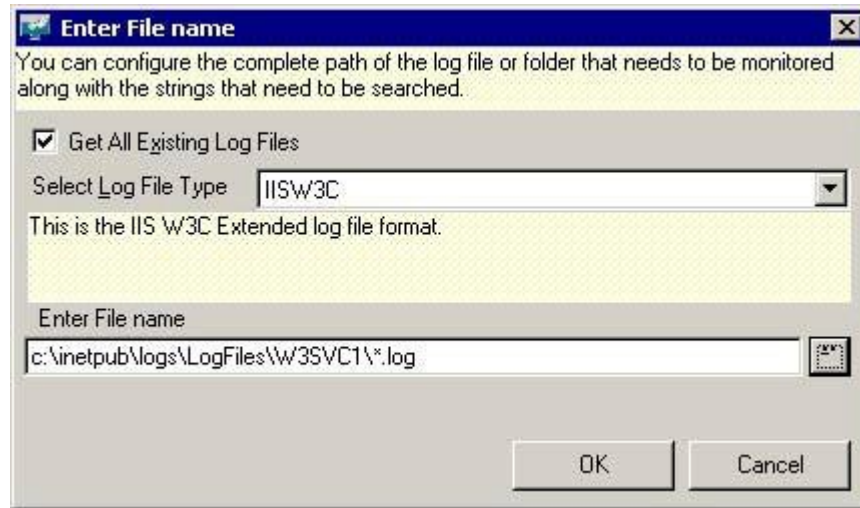 Enter File name
You can configure the complete path of the log file or folder that needs to be monitored
along with the strings that need to be searched.
Get All Existing Log Files
Select Log File Type IISW3C
This is the IIS W3C Extended log file format.
Enter File name
c:\inetpub\logs\LogFiles\W3SVC1\*.log
OK Cancel